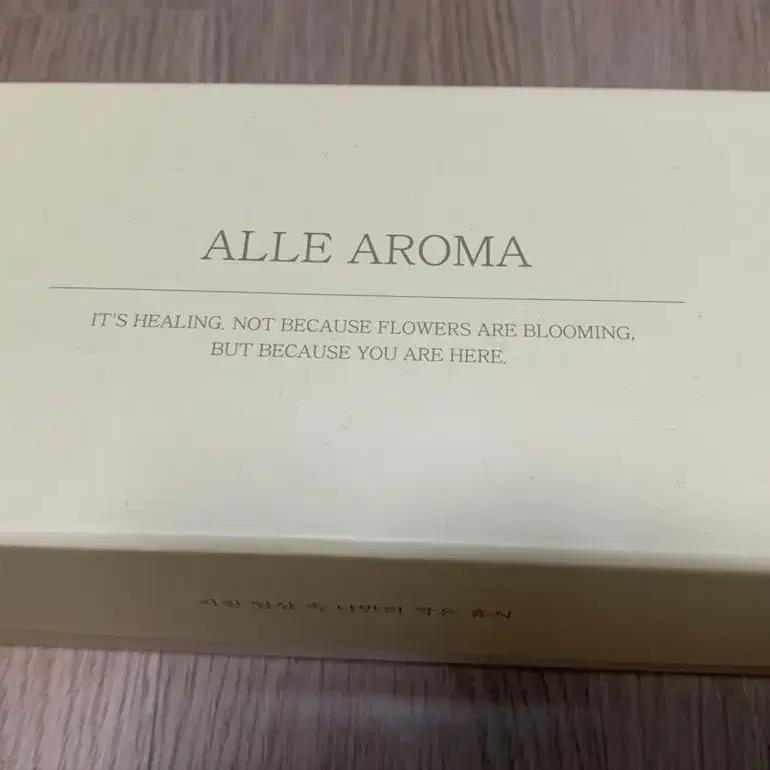 ALLE AROMA
IT'S HEALING. NOT BECAUSE FLOWERS ARE BLOOMING,
BUT BECAUSE YOU ARE HERE.
지친 일상 속 나만의 작은 휴식